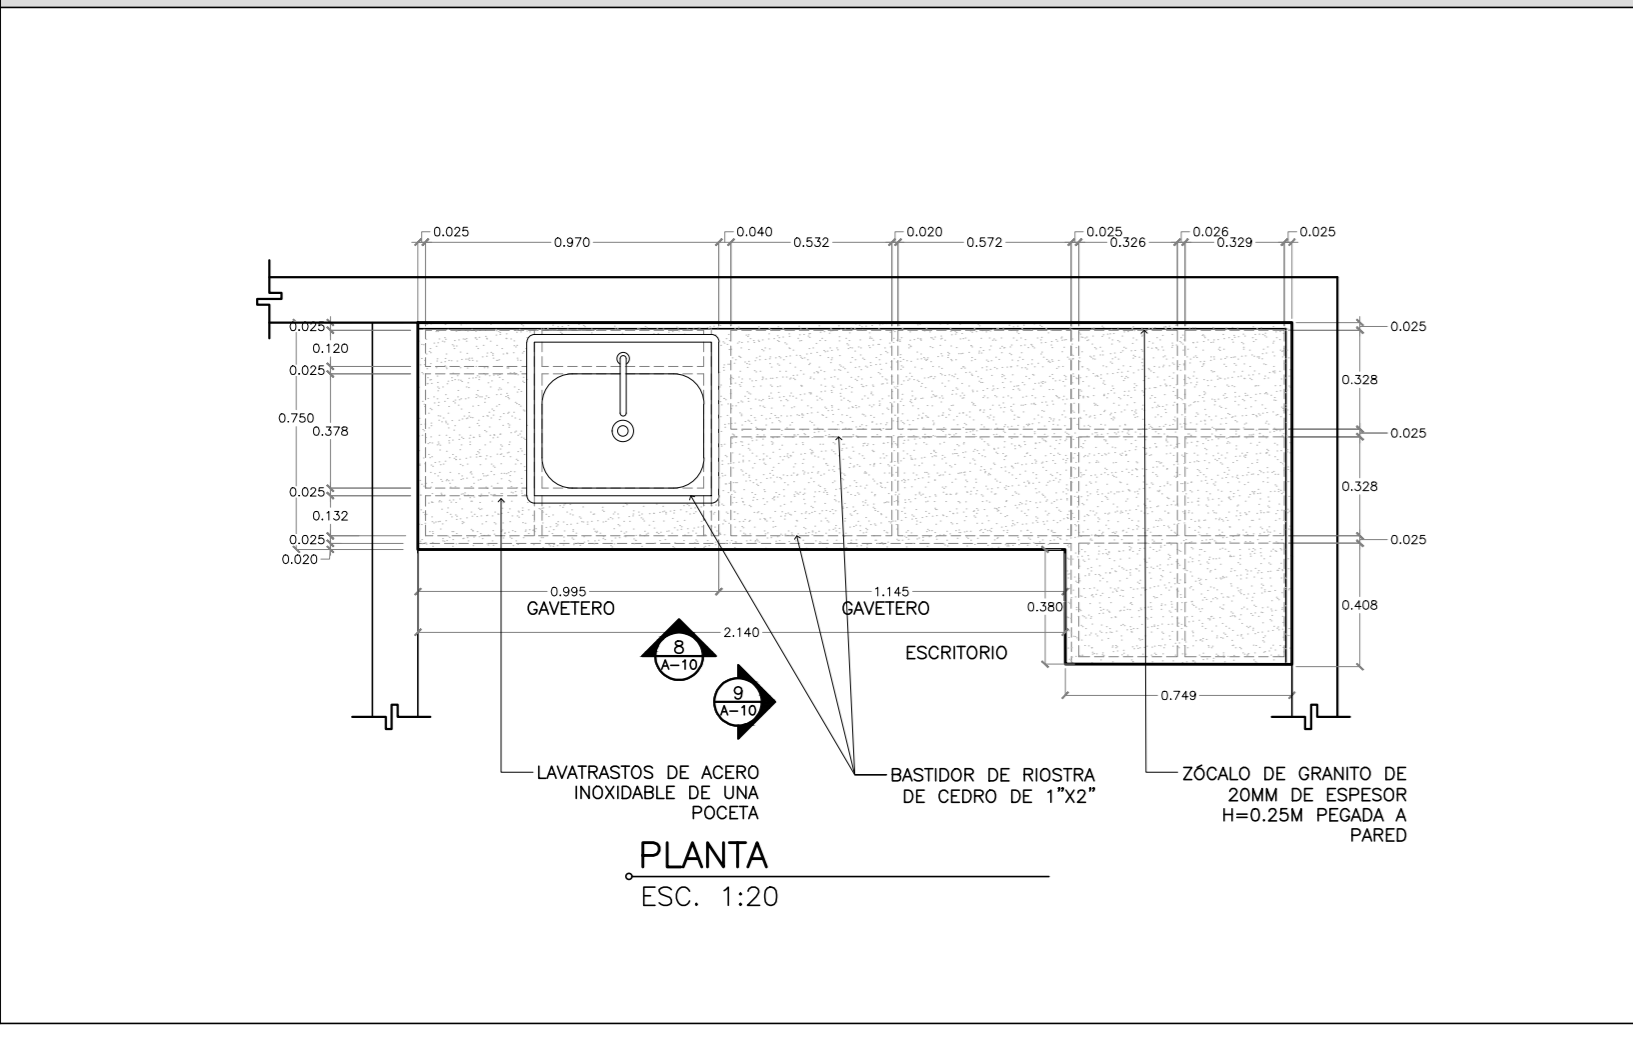 0.025
0.040
0.020
0.025
0.026
0.025
0.970
0.532
0.572
0.326
0.329
0.025
0.120
0.025
0.750
0.378
0.025
0.132
0.025
0.020
0.025
0.328
0.025
0.328
0.025
0.408
0.995
1.145
GAVETERO
GAVETERO
0.380
2.140
ESCRITORIO
8
A-10
9
A-10
0.749
LAVATRASTOS DE ACERO
INOXIDABLE DE UNA
POCETA
BASTIDOR DE RIOSTRA
DE CEDRO DE 1"X2"
ZÓCALO DE GRANITO DE
20MM DE ESPESOR
H=0.25M PEGADA A
PARED
PLANTA
ESC. 1:20